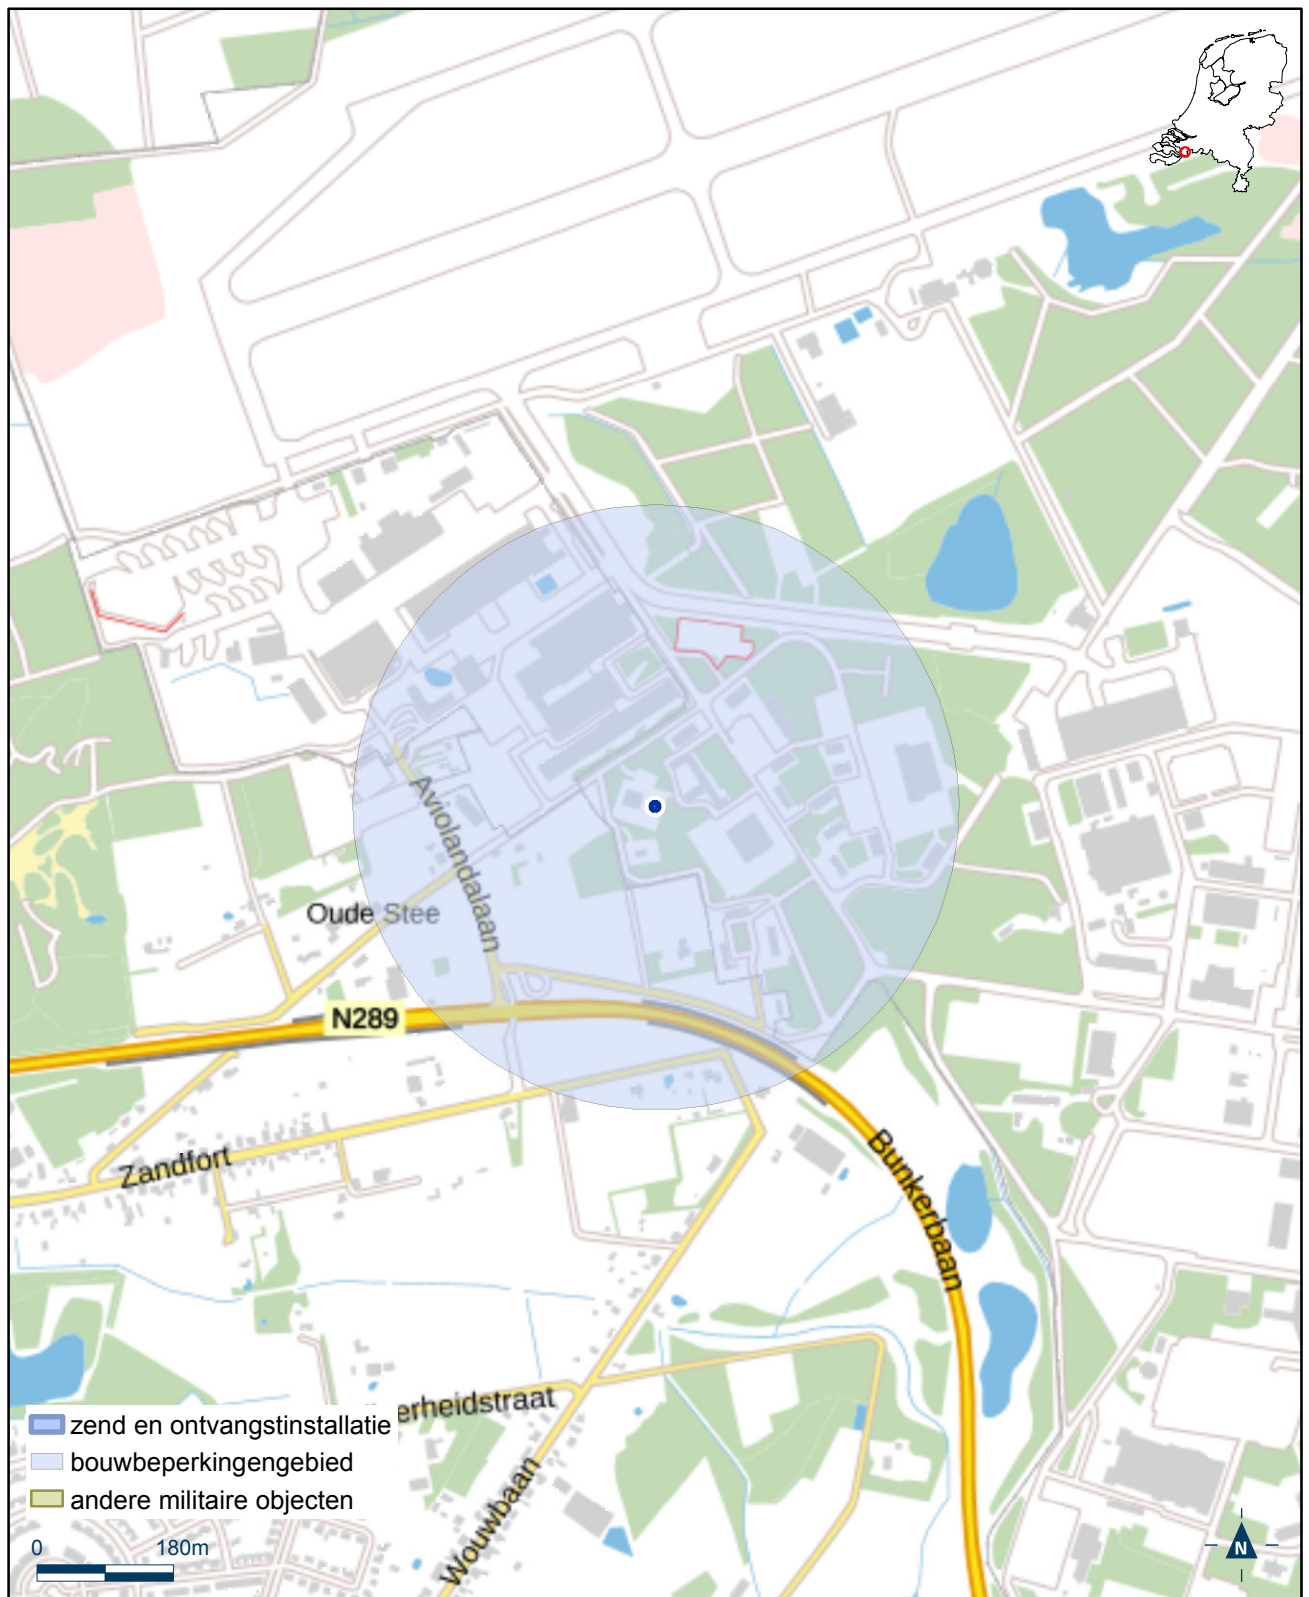 Aviolandalaan
Oude Stee
N289
Zandfort
Bunkerbaan
erheidstraat
Wouwbaan
zend en ontvangstinstallatie
bouwbeperkingengebied
andere militaire objecten
0 180m
N